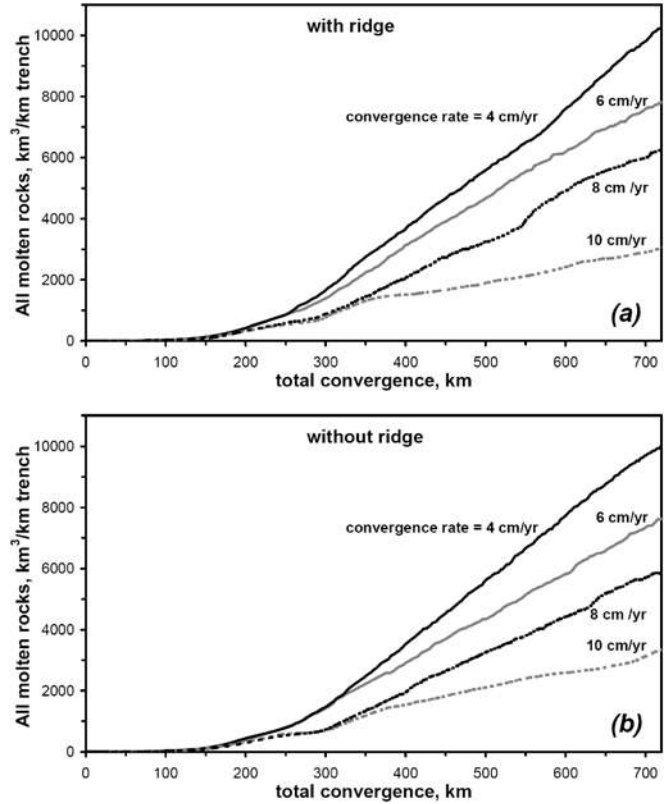 with ridge
All molten rocks, km³/km trench
10000
8000
6000
4000
2000
0
convergence rate = 4 cm/yr
6 cm/yr
8 cm /yr
10 cm/yr
(a)
0 100 200 300 400 500 600 700
total convergence, km
without ridge
All molten rocks, km³/km trench
10000
8000
6000
4000
2000
0
convergence rate = 4 cm/yr
6 cm/yr
8 cm /yr
10 cm/yr
(b)
0 100 200 300 400 500 600 700
total convergence, km